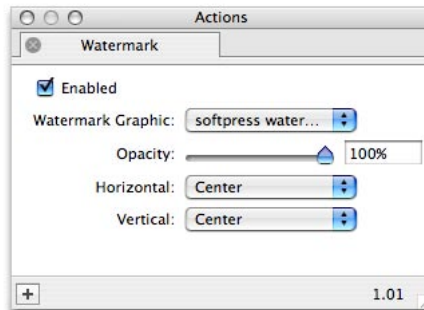 Actions
Watermark
Enabled
Watermark Graphic: softpress water...
Opacity: 100%
Horizontal: Center
Vertical: Center
+ 1.01